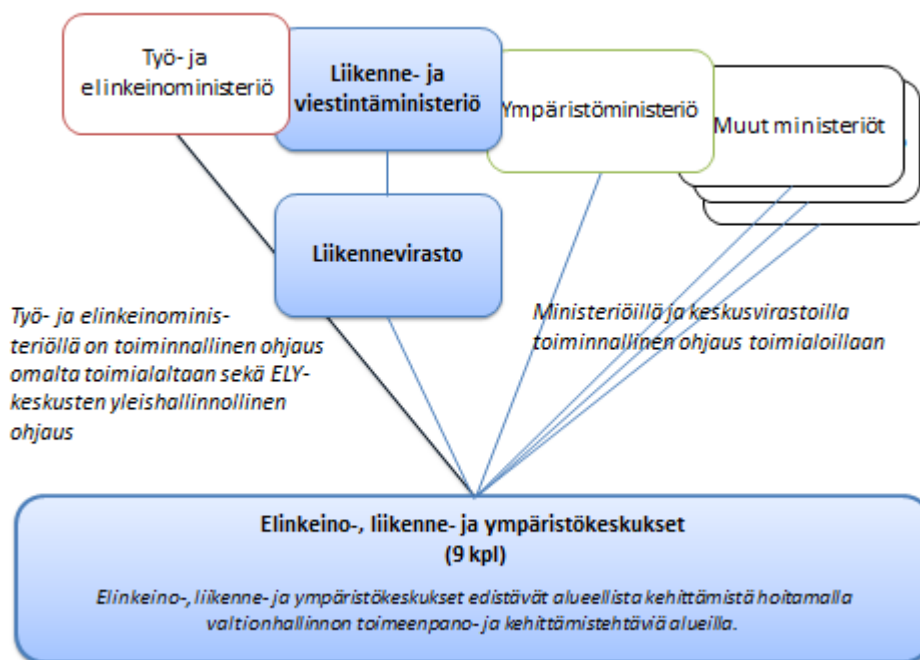 Työ- ja
elinkeinoministeriö
Liikenne- ja
viestintäministeriö
Ympäristöministeriö
Muut ministeriöt
Liikennevirasto
Työ- ja elinkeinominis-
teriöllä on toiminnallinen ohjaus
omalta toimialaltaan sekä ELY-
keskusten yleishallinnollinen
ohjaus
Ministeriöillä ja keskusvirastoilla
toiminnallinen ohjaus toimialoillaan
Elinkeino-, liikenne- ja ympäristökeskukset
(9 kpl)
Elinkeino-, liikenne- ja ympäristökeskukset edistävät alueellista kehittämistä hoitamalla
valtionhallinnon toimeenpano- ja kehittämistehtäviä alueilla.